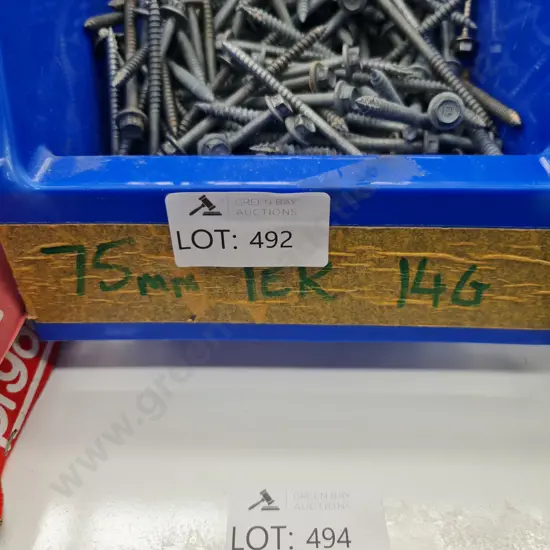 GREEN BAY
AUCTIONS
LOT: 492
75mm TEK 14G
GREEN BAY
AUCTIONS
LOT: 494